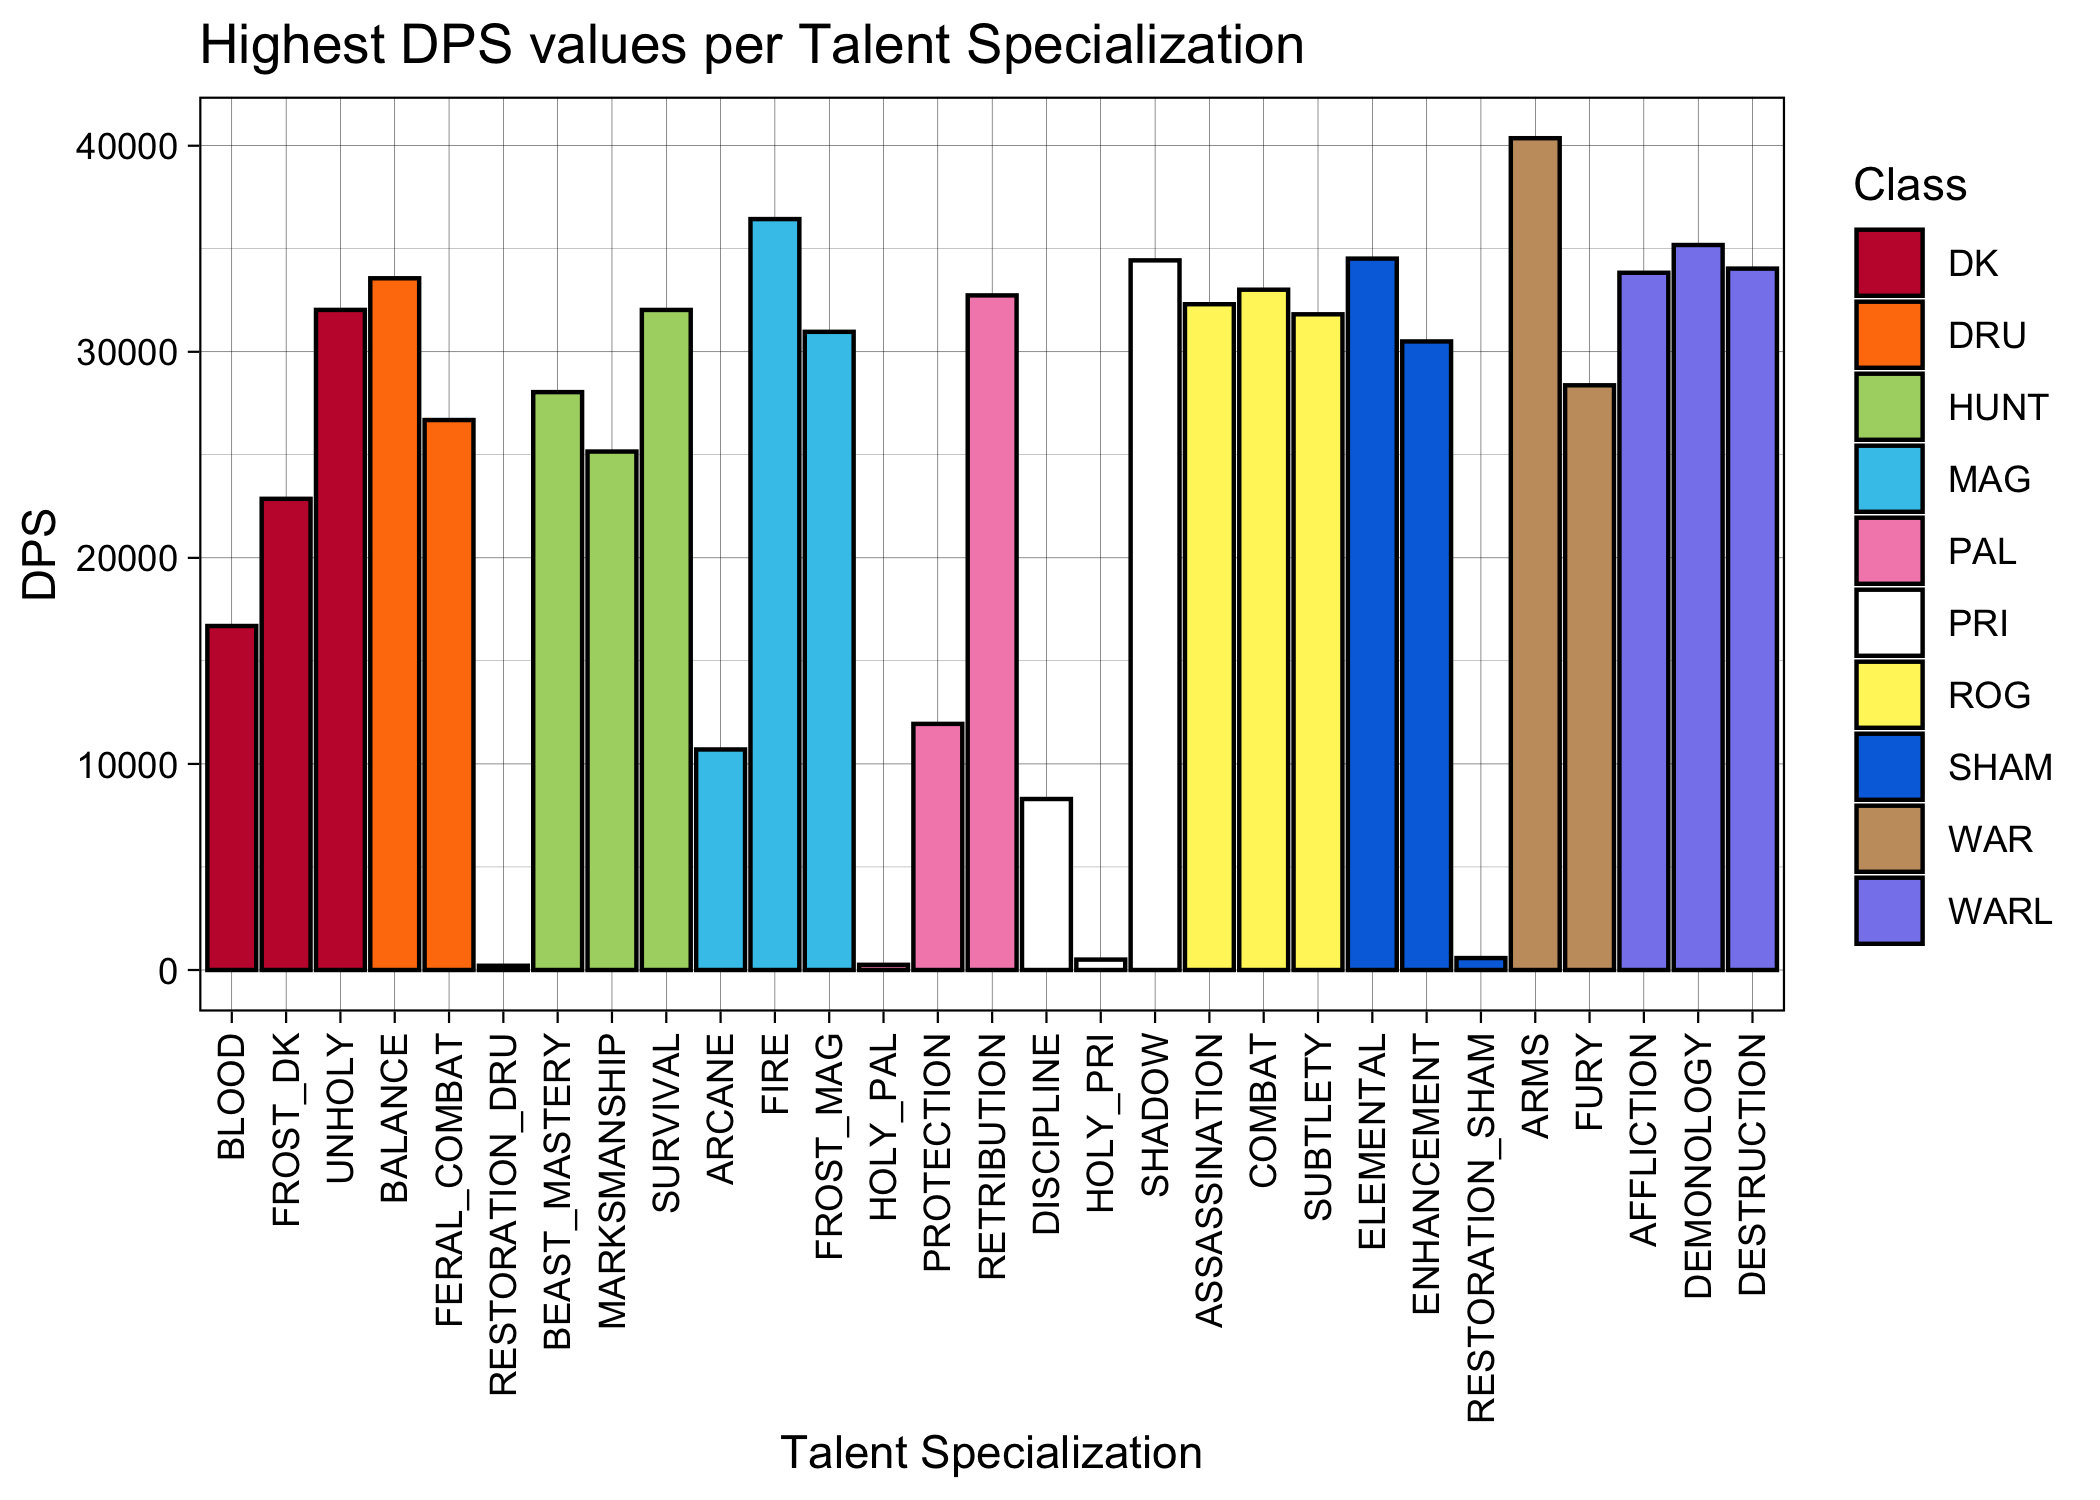 Highest DPS values per Talent Specialization
DPS
40000
30000
20000
10000
0
BLOOD
FROST_DK
UNHOLY
BALANCE
FERAL_COMBAT
RESTORATION_DRU
BEAST_MASTERY
MARKSMANSHIP
SURVIVAL
ARCANE
FIRE
FROST_MAG
HOLY_PAL
PROTECTION
RETRIBUTION
DISCIPLINE
HOLY_PRI
SHADOW
ASSASSINATION
COMBAT
SUBTLETY
ELEMENTAL
ENHANCEMENT
RESTORATION_SHAM
ARMS
FURY
AFFLICTION
DEMONOLOGY
DESTRUCTION
Talent Specialization
Class
DK
DRU
HUNT
MAG
PAL
PRI
ROG
SHAM
WAR
WARL